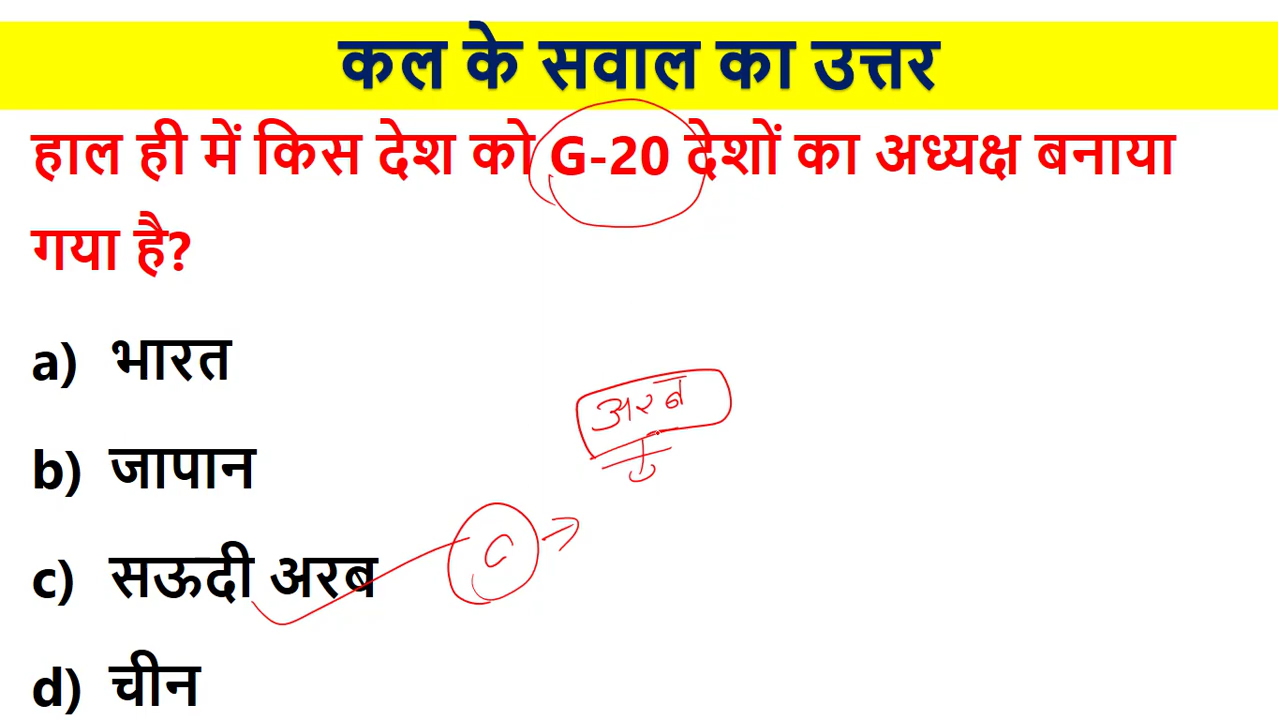 कल के सवाल का उत्तर
हाल ही में किस देश को G-20 देशों का अध्यक्ष बनाया
गया है?
a) भारत
अरब
b) जापान
C
c) सऊदी अरब
d) चीन